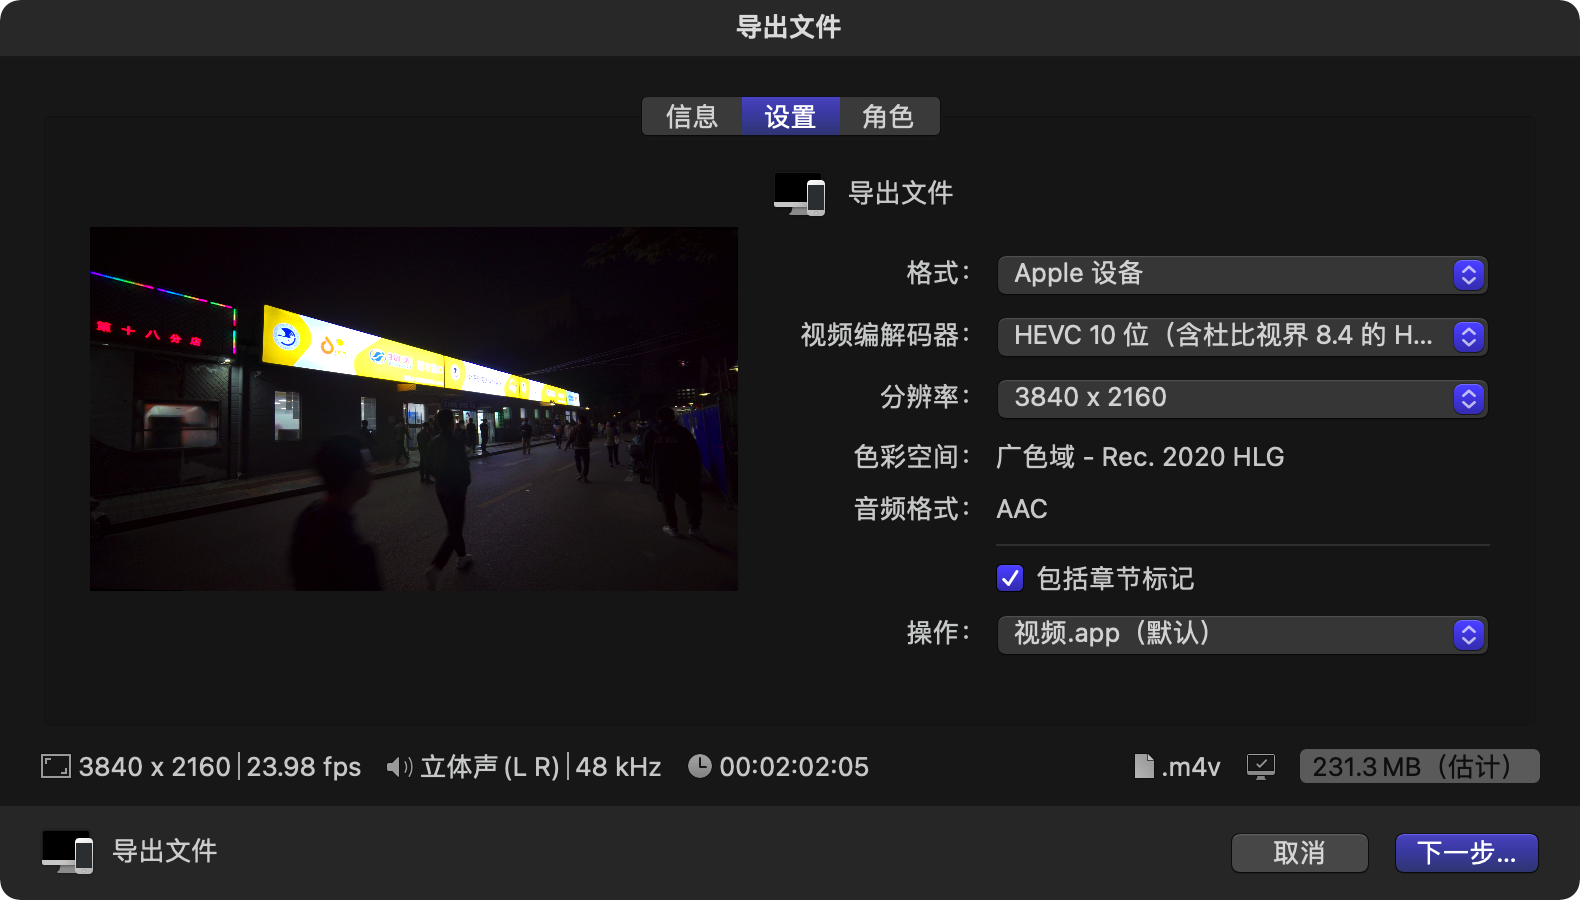 导出文件
信息 设置 角色
导出文件
格式： Apple 设备
视频编解码器： HEVC 10 位（含杜比视界 8.4 的 H...
分辨率： 3840 x 2160
色彩空间： 广色域 - Rec. 2020 HLG
音频格式： AAC
包括章节标记
操作： 视频.app（默认）
第十八分店
3840 x 2160 | 23.98 fps 立体声 (L R) | 48 kHz 00:02:02:05 .m4v 231.3 MB（估计）
导出文件 取消 下一步...